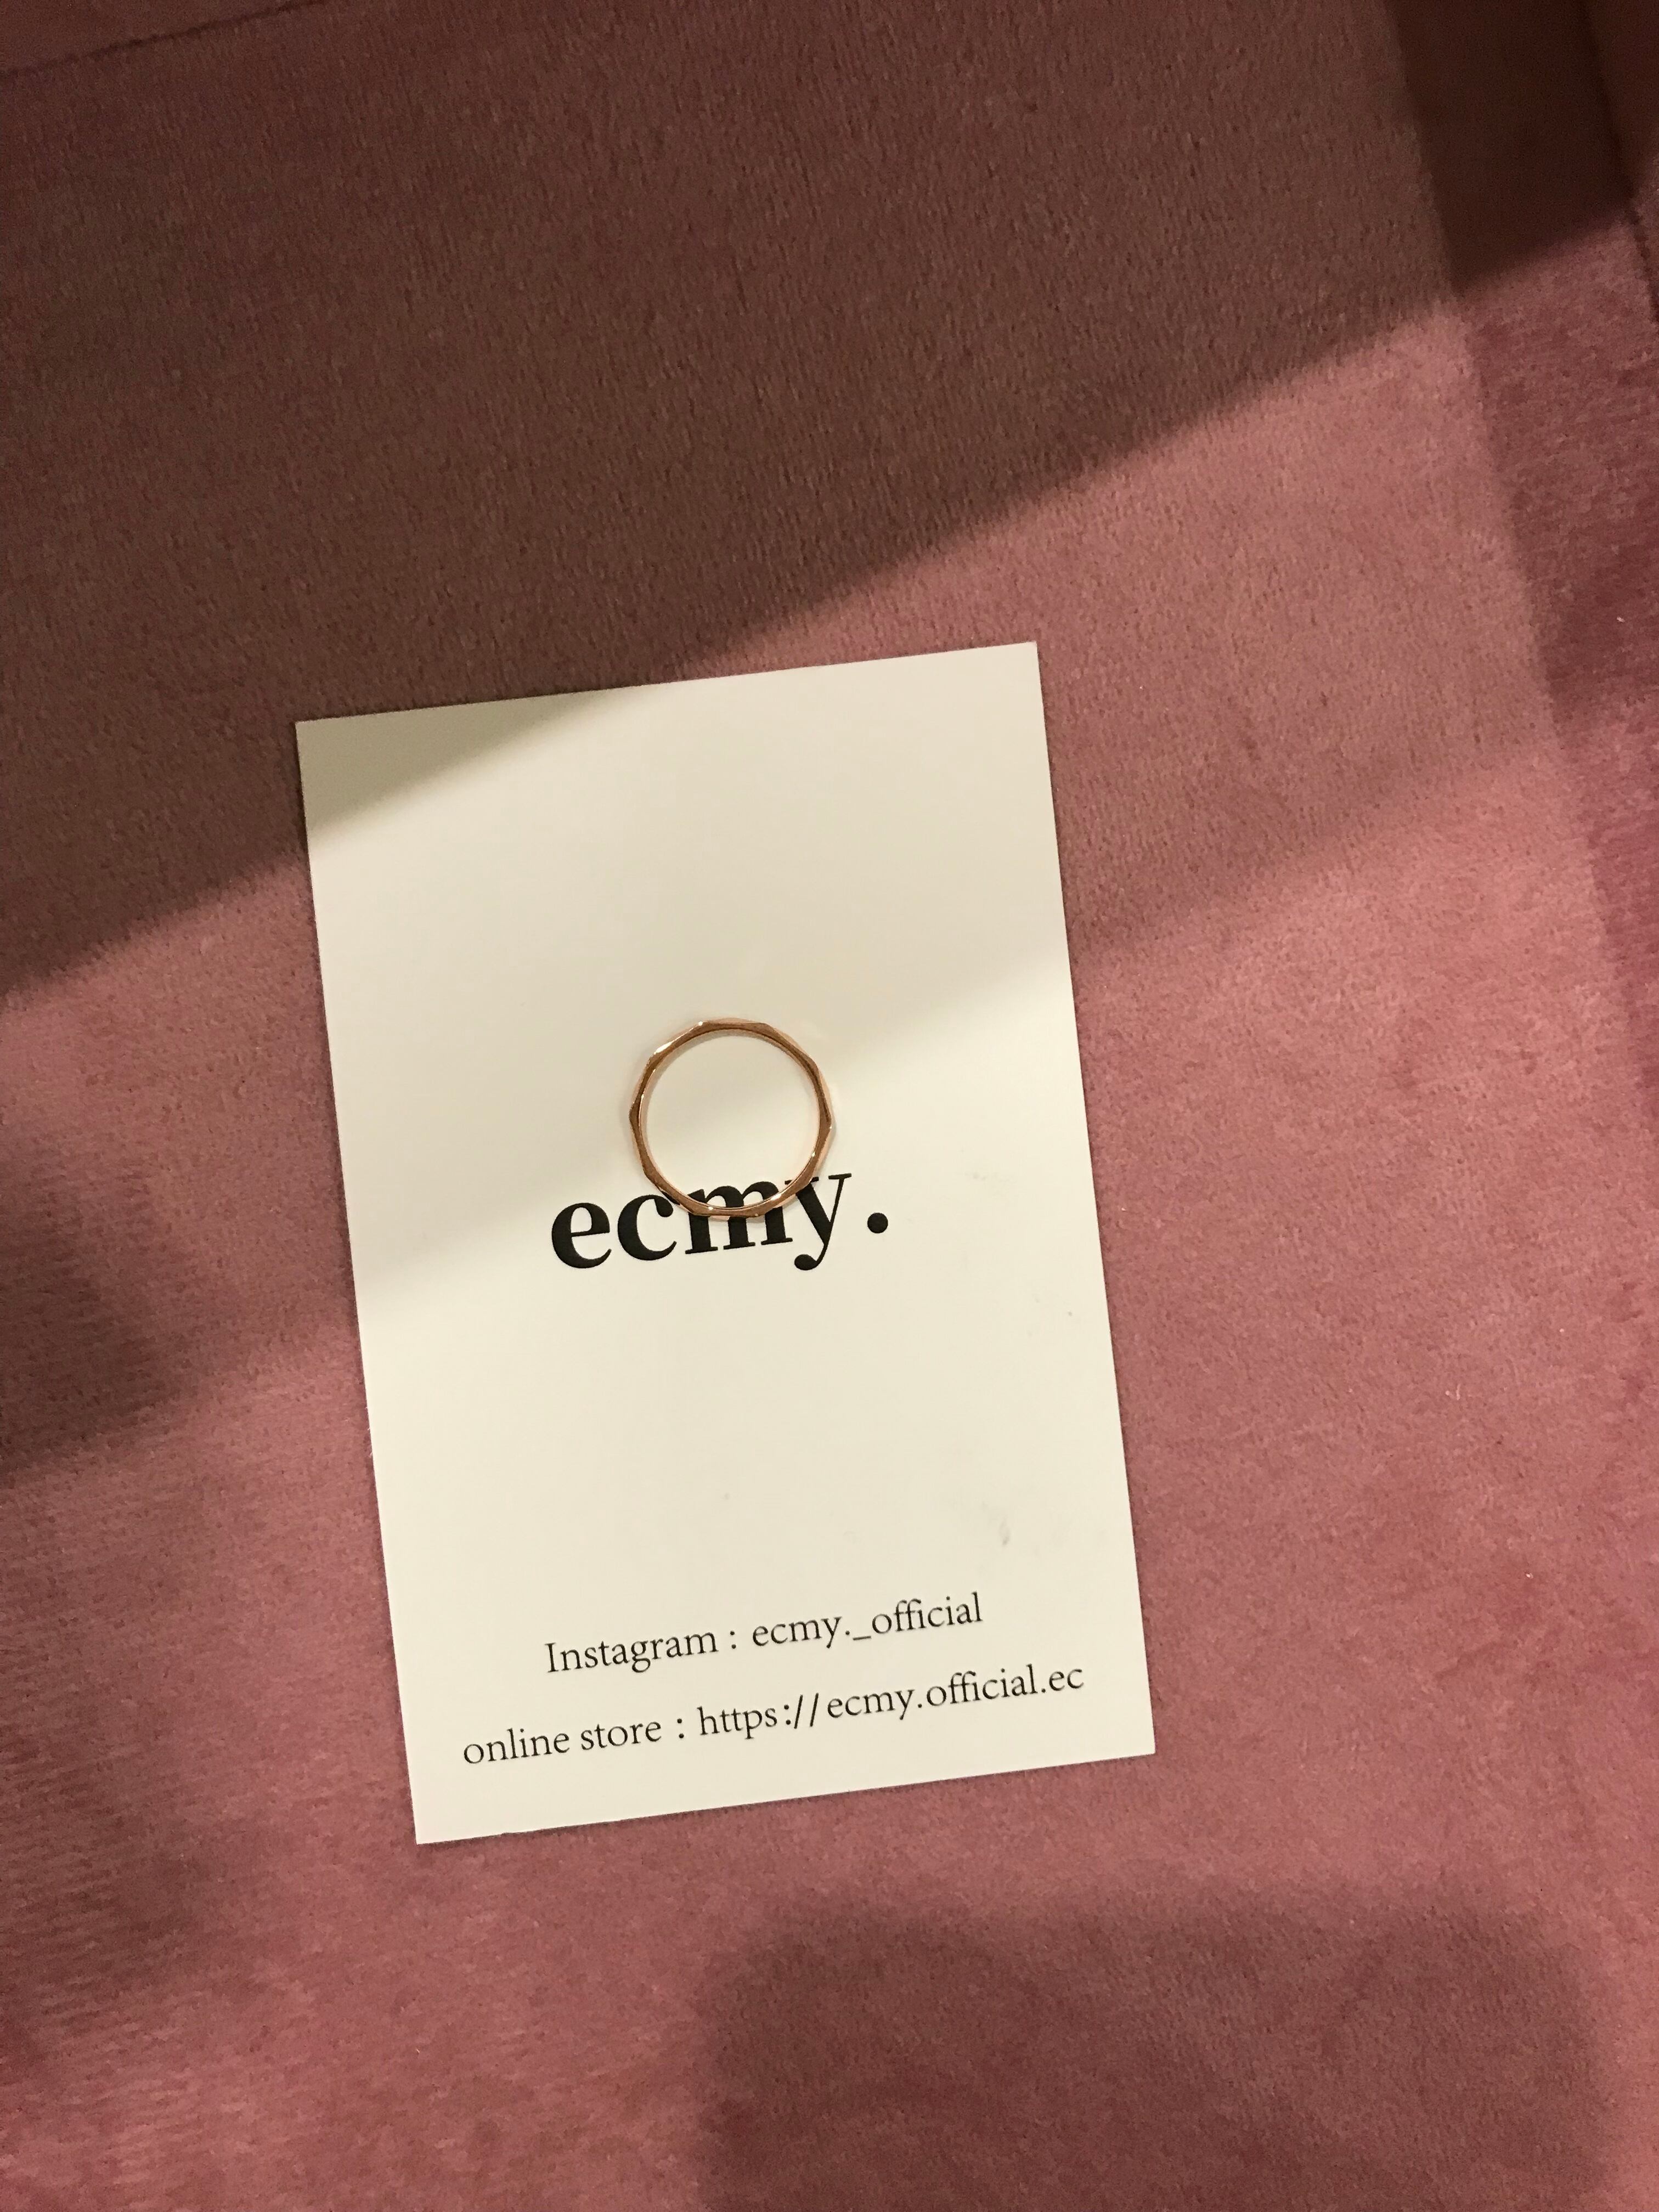 ecmy.
Instagram : ecmy._official
online store : https://ecmy.official.ec